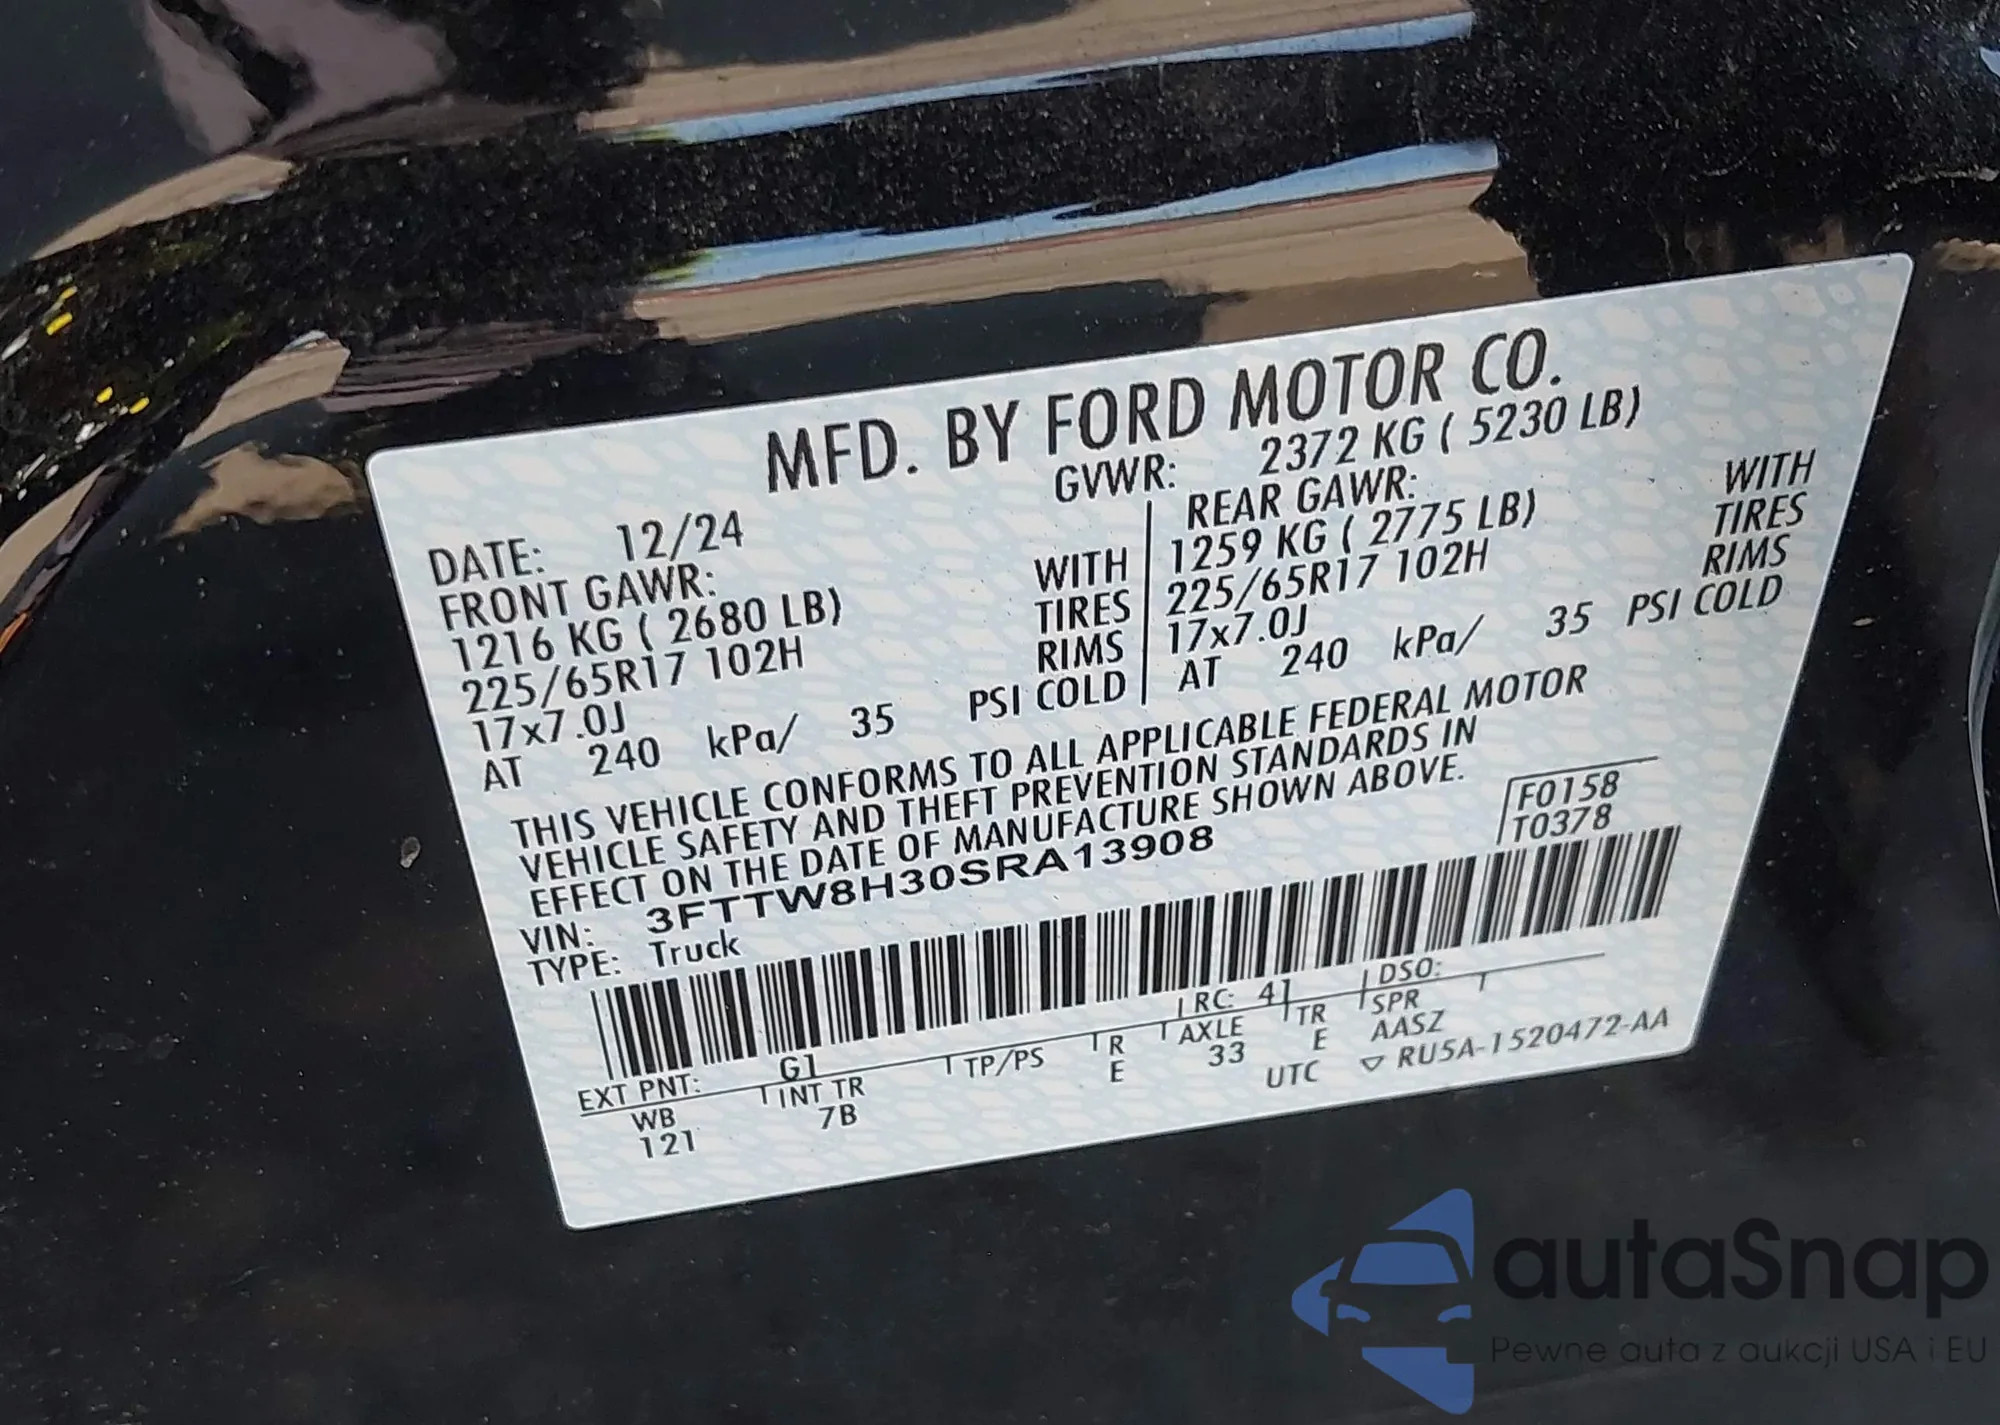 MFD. BY FORD MOTOR CO.
DATE: 12/24 GVWR: 2372 KG ( 5230 LB)
FRONT GAWR: REAR GAWR:
1216 KG ( 2680 LB) WITH 1259 KG ( 2775 LB) WITH
225/65R17 102H TIRES 225/65R17 102H TIRES
17x7.0J RIMS 17x7.0J RIMS
AT 240 kPa/ 35 PSI COLD AT 240 kPa/ 35 PSI COLD
THIS VEHICLE CONFORMS TO ALL APPLICABLE FEDERAL MOTOR
VEHICLE SAFETY AND THEFT PREVENTION STANDARDS IN
EFFECT ON THE DATE OF MANUFACTURE SHOWN ABOVE.
VIN: 3FTTW8H30SRA13908 F0158
TYPE: Truck T0378
EXT PNT: G1 RC: 41 DSO:
WB INT TR TP/PS R AXLE TR SPR
121 7B E 33 E AASZ
UTC ▽ RU5A-1520472-AA
autaSnap
Pewne auta z aukcji USA i EU